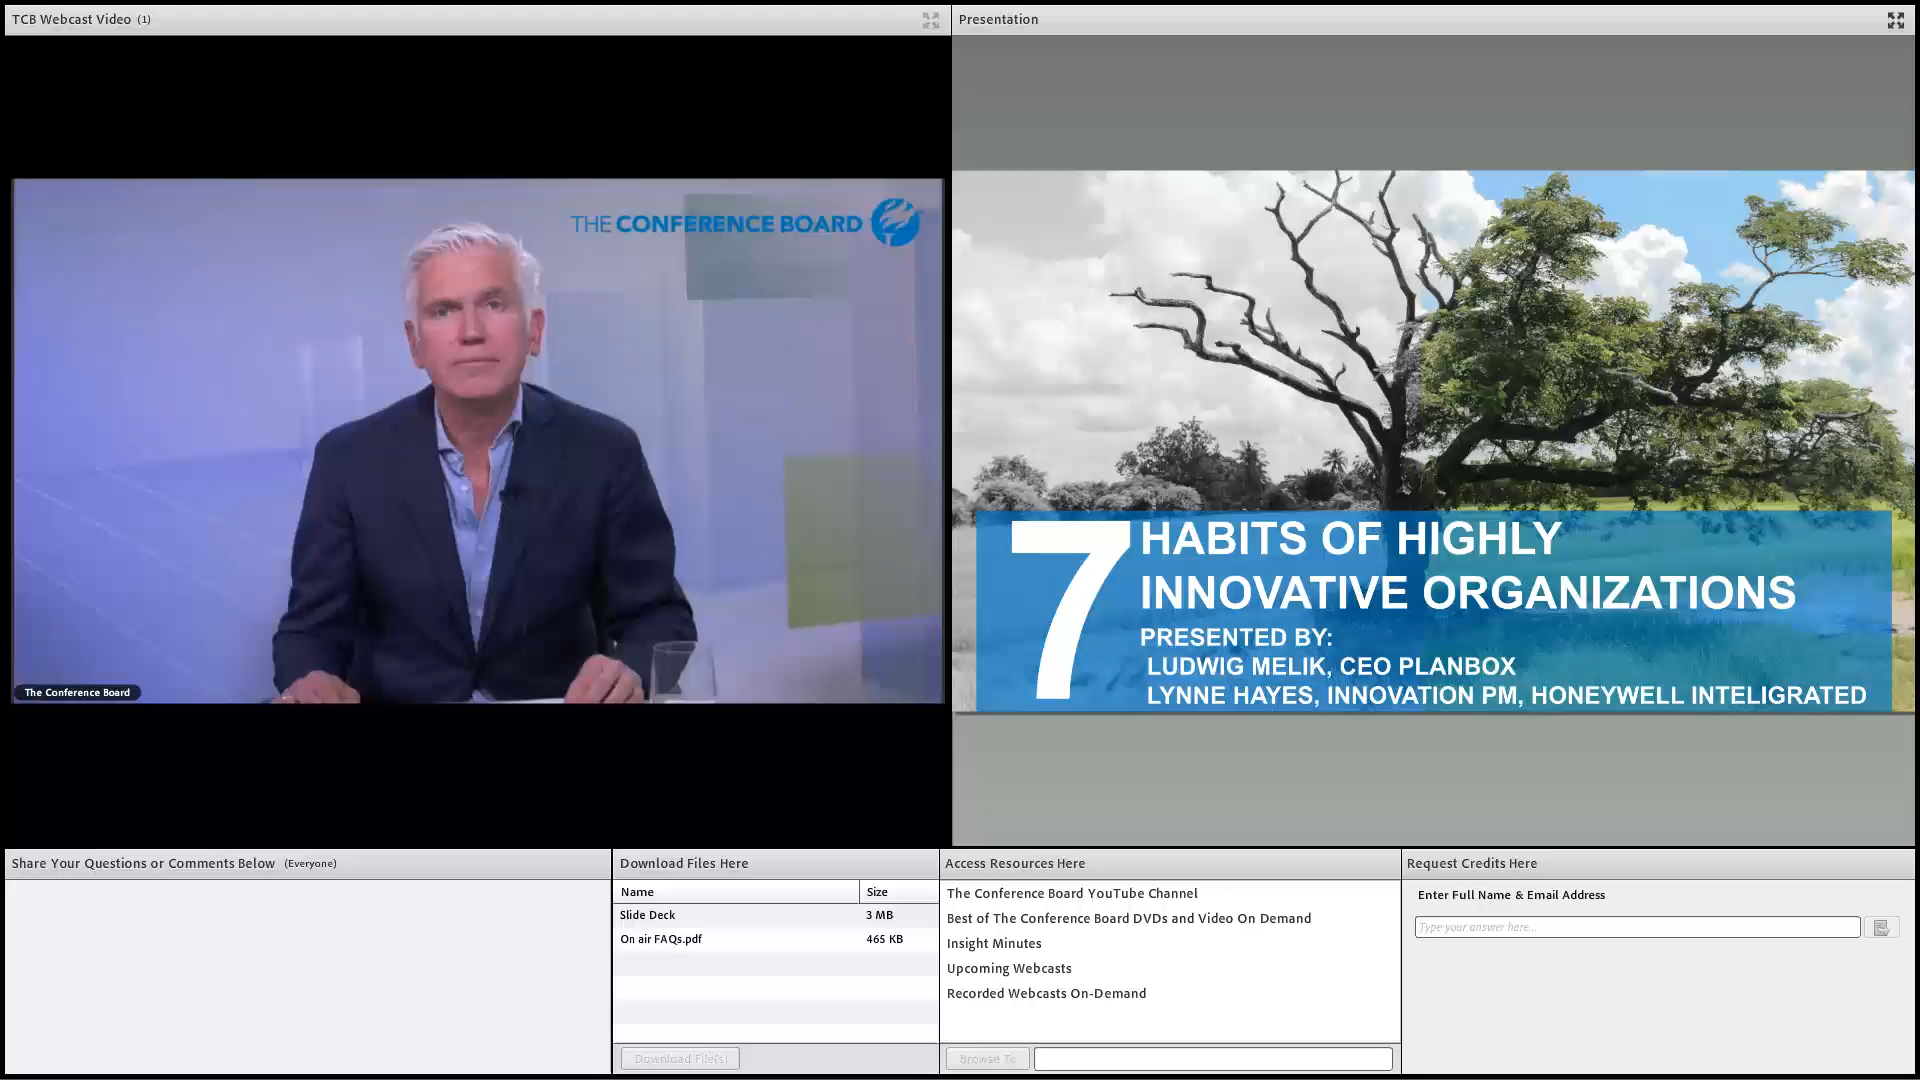 TCB Webcast Video (1)
THE CONFERENCE BOARD
The Conference Board
Presentation
7 HABITS OF HIGHLY
INNOVATIVE ORGANIZATIONS
PRESENTED BY:
LUDWIG MELIK, CEO PLANBOX
LYNNE HAYES, INNOVATION PM, HONEYWELL INTELIGRATED
Share Your Questions or Comments Below (Everyone)
Download Files Here
Name Size
Slide Deck 3 MB
On air FAQs.pdf 465 KB
Download File(s)
Access Resources Here
The Conference Board YouTube Channel
Best of The Conference Board DVDs and Video On Demand
Insight Minutes
Upcoming Webcasts
Recorded Webcasts On-Demand
Browse To
Request Credits Here
Enter Full Name & Email Address
Type your answer here...